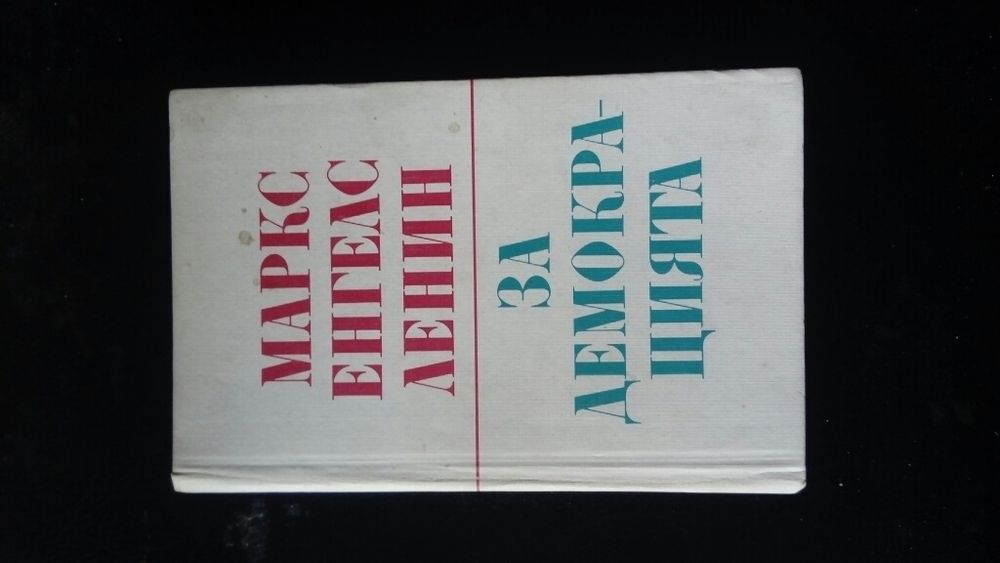 МАРКС
ЕНГЕЛС
ЛЕНИН
ЗА
ДЕМОКРА-
ЦИЯТА